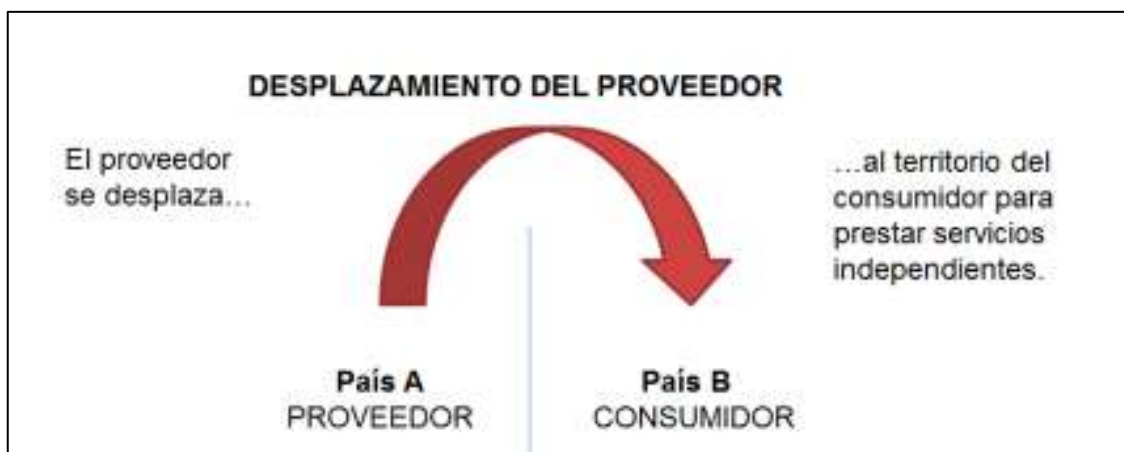 DESPLAZAMIENTO DEL PROVEEDOR
El proveedor
se desplaza…
…al territorio del
consumidor para
prestar servicios
independientes.
País A
PROVEEDOR
País B
CONSUMIDOR